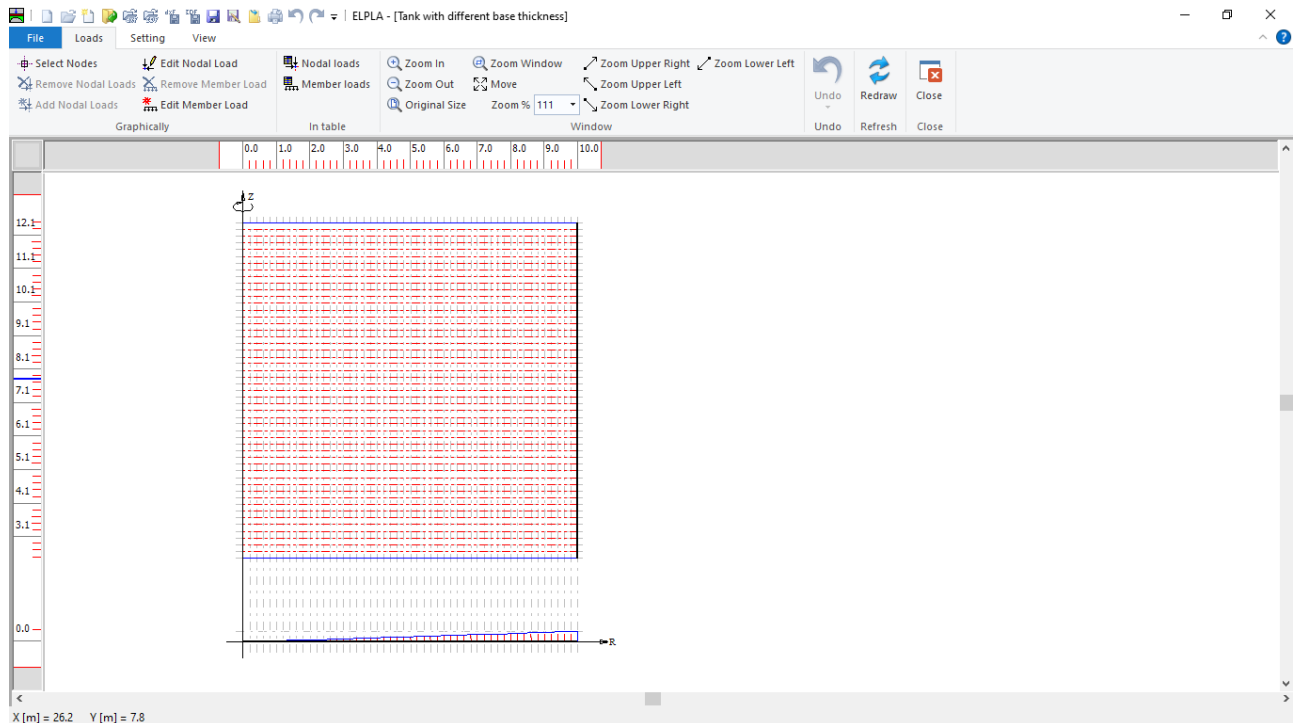 ELPLA - [Tank with different base thickness]
File Loads Setting View
Select Nodes Edit Nodal Load Nodal loads Zoom In Zoom Window Zoom Upper Right Zoom Lower Left
Remove Nodal Loads Remove Member Load Member loads Zoom Out Move Zoom Upper Left Undo Redraw Close
Add Nodal Loads Edit Member Load Original Size Zoom % 111 Zoom Lower Right
Graphically In table Window Undo Refresh Close
0.0 1.0 2.0 3.0 4.0 5.0 6.0 7.0 8.0 9.0 10.0
Z
12.1
11.1
10.1
9.1
8.1
7.1
6.1
5.1
4.1
3.1
0.0
R
X [m] = 26.2 Y [m] = 7.8